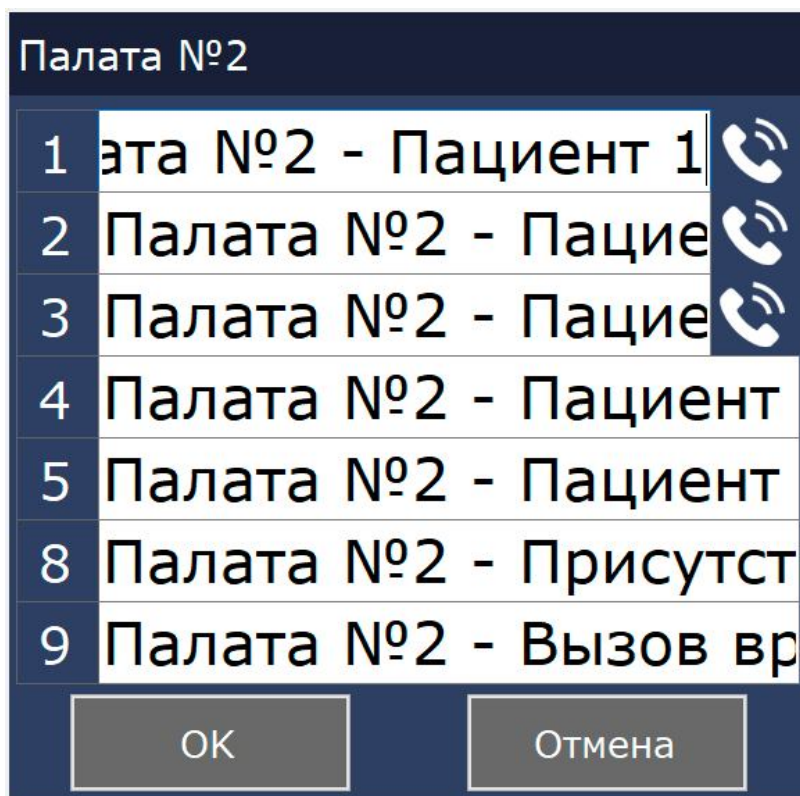 Палата №2
1 ата №2 - Пациент 1
2 Палата №2 - Пацие
3 Палата №2 - Пацие
4 Палата №2 - Пациент
5 Палата №2 - Пациент
8 Палата №2 - Присутст
9 Палата №2 - Вызов вр
OK Отмена